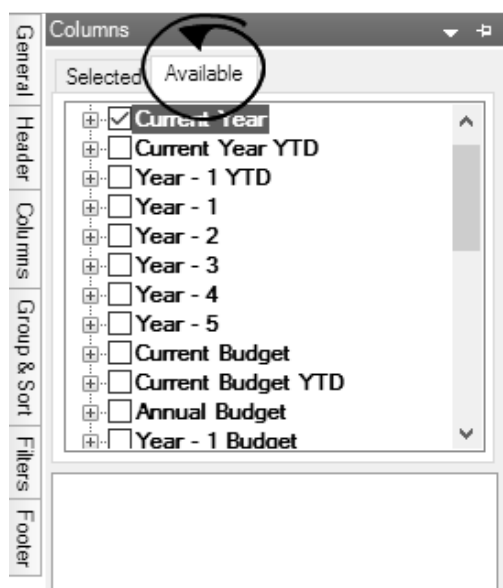 Columns
Selected
Available
General
Header
Columns
Group & Sort
Filters
Footer
Current Year
Current Year YTD
Year - 1 YTD
Year - 1
Year - 2
Year - 3
Year - 4
Year - 5
Current Budget
Current Budget YTD
Annual Budget
Year - 1 Budget